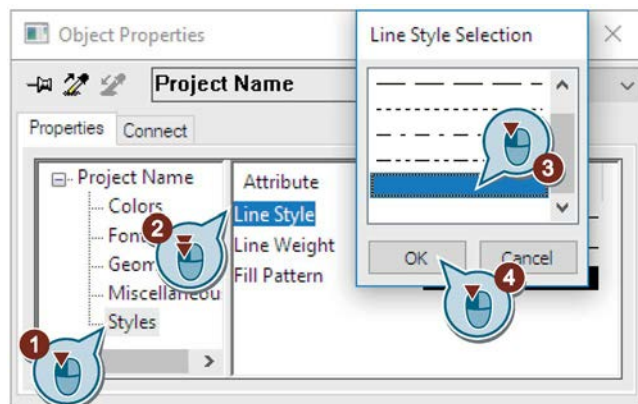 Object Properties
Line Style Selection
Project Name
Properties
Connect
Project Name
Attribute
Colors
Line Style
Line Weight
Geom
Fill Pattern
Miscellaneou
Styles
OK
Cancel
1
2
3
4